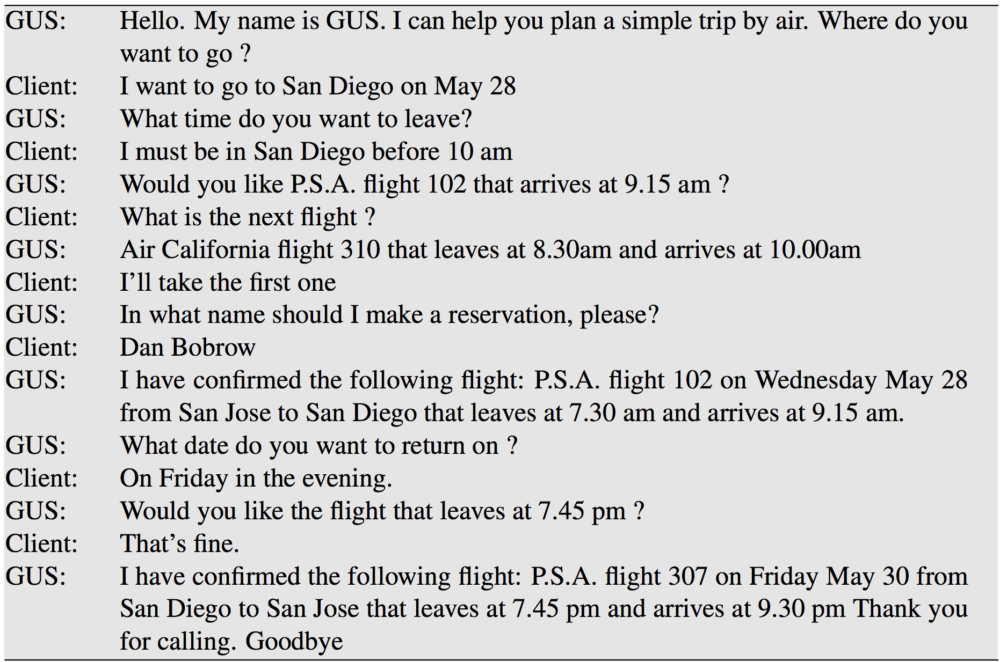 GUS: Hello. My name is GUS. I can help you plan a simple trip by air. Where do you
want to go ?
Client: I want to go to San Diego on May 28
GUS: What time do you want to leave?
Client: I must be in San Diego before 10 am
GUS: Would you like P.S.A. flight 102 that arrives at 9.15 am ?
Client: What is the next flight ?
GUS: Air California flight 310 that leaves at 8.30am and arrives at 10.00am
Client: I’ll take the first one
GUS: In what name should I make a reservation, please?
Client: Dan Bobrow
GUS: I have confirmed the following flight: P.S.A. flight 102 on Wednesday May 28
from San Jose to San Diego that leaves at 7.30 am and arrives at 9.15 am.
GUS: What date do you want to return on ?
Client: On Friday in the evening.
GUS: Would you like the flight that leaves at 7.45 pm ?
Client: That’s fine.
GUS: I have confirmed the following flight: P.S.A. flight 307 on Friday May 30 from
San Diego to San Jose that leaves at 7.45 pm and arrives at 9.30 pm Thank you
for calling. Goodbye